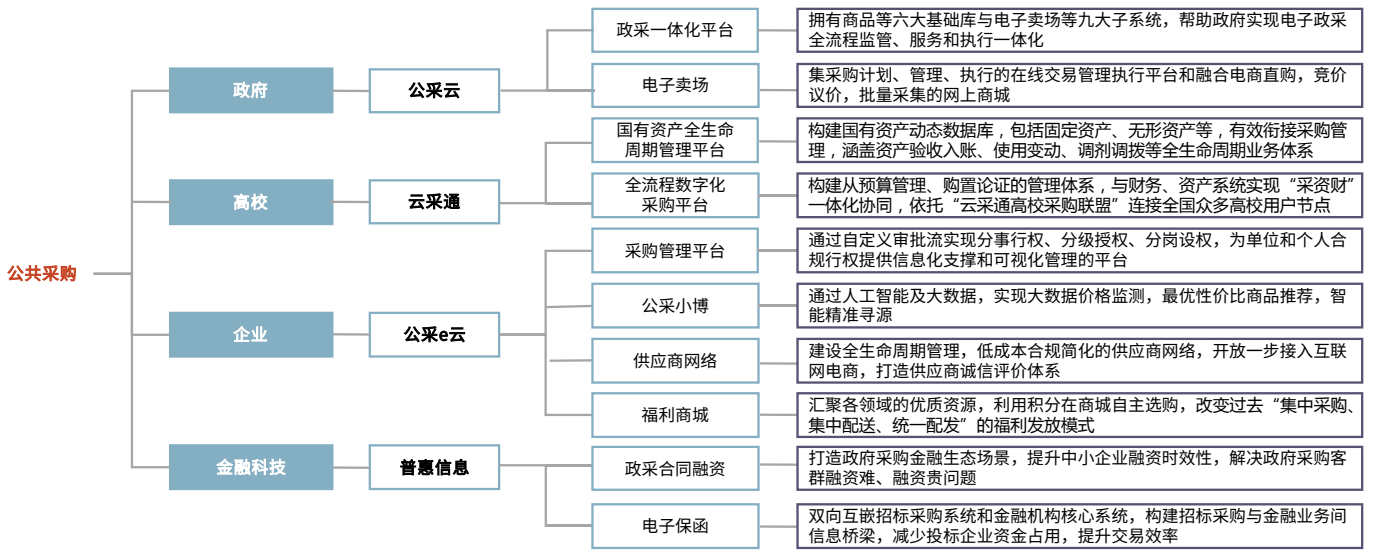 公共采购
政府
公采云
政采一体化平台
拥有商品等六大基础库与电子卖场等九大子系统，帮助政府实现电子政采
全流程监管、服务和执行一体化
电子卖场
集采购计划、管理、执行的在线交易管理执行平台和融合电商直购，竞价
议价，批量采集的网上商城
高校
云采通
国有资产全生命
周期管理平台
构建国有资产动态数据库，包括固定资产、无形资产等，有效衔接采购管
理，涵盖资产验收入账、使用变动、调剂调拨等全生命周期业务体系
全流程数字化
采购平台
构建从预算管理、购置论证的管理体系，与财务、资产系统实现“采资财”
一体化协同，依托“云采通高校采购联盟”连接全国众多高校用户节点
企业
公采e云
采购管理平台
通过自定义审批流实现分事行权、分级授权、分岗设权，为单位和个人合
规行权提供信息化支撑和可视化管理的平台
公采小博
通过人工智能及大数据，实现大数据价格监测，最优性价比商品推荐，智
能精准寻源
供应商网络
建设全生命周期管理，低成本合规简化的供应商网络，开放一步接入互联
网电商，打造供应商诚信评价体系
福利商城
汇聚各领域的优质资源，利用积分在商城自主选购，改变过去“集中采购、
集中配送、统一配发”的福利发放模式
金融科技
普惠信息
政采合同融资
打造政府采购金融生态场景，提升中小企业融资时效性，解决政府采购客
群融资难、融资贵问题
电子保函
双向互嵌招标采购系统和金融机构核心系统，构建招标采购与金融业务间
信息桥梁，减少投标企业资金占用，提升交易效率